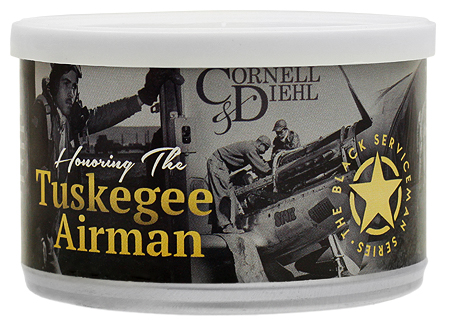 CORNELL
& DIEHL
Honoring The
Tuskegee
Airman
· THE BLACK SERVICEMAN SERIES ·